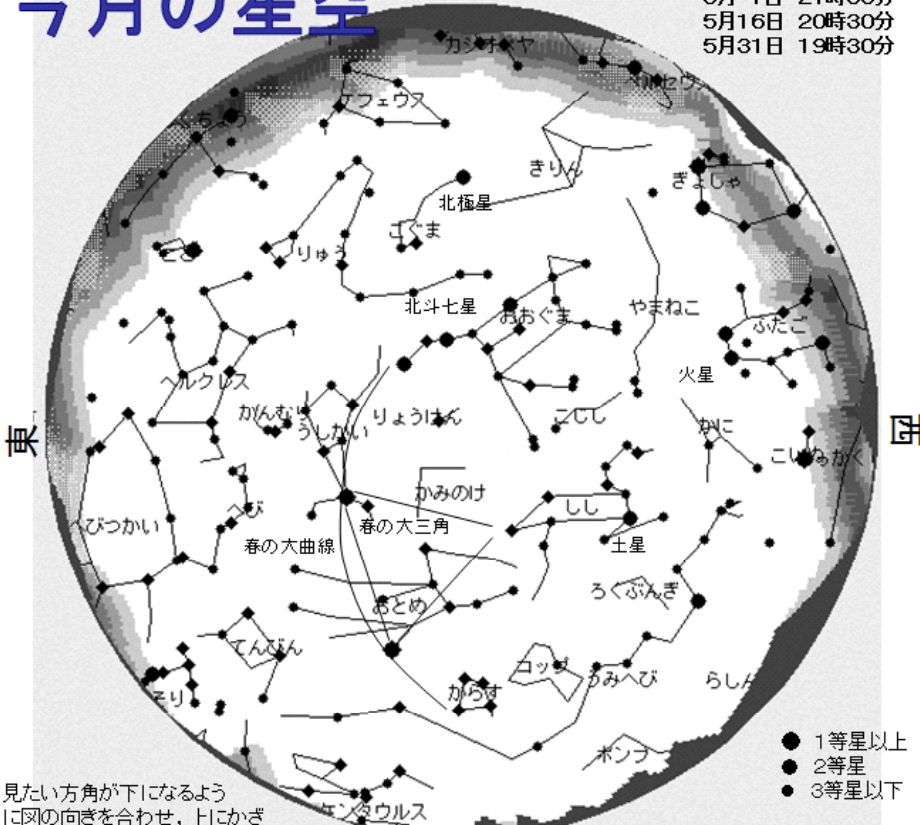 今月の星空
5月16日 20時30分
5月31日 19時30分
カシオペヤ
ペルセウ
ケフェウス
はくちょう
きりん
ぎょしゃ
北極星
こぐま
こと
りゅう
北斗七星
おおぐま
やまねこ
ふたご
火星
ヘルクレス
かんむり
うしかい
りょうけん
こじし
かに
東
西
こいぬ
かみのけ
へび
しし
へびつかい
春の大三角
春の大曲線
土星
おとめ
ろくぶんぎ
てんびん
コップ
うみへび
らしん
からす
そり
ポンプ
1等星以上
2等星
3等星以下
見たい方角が下になるよう
に図の向きを合わせ，上にかざ
ケンタウルス